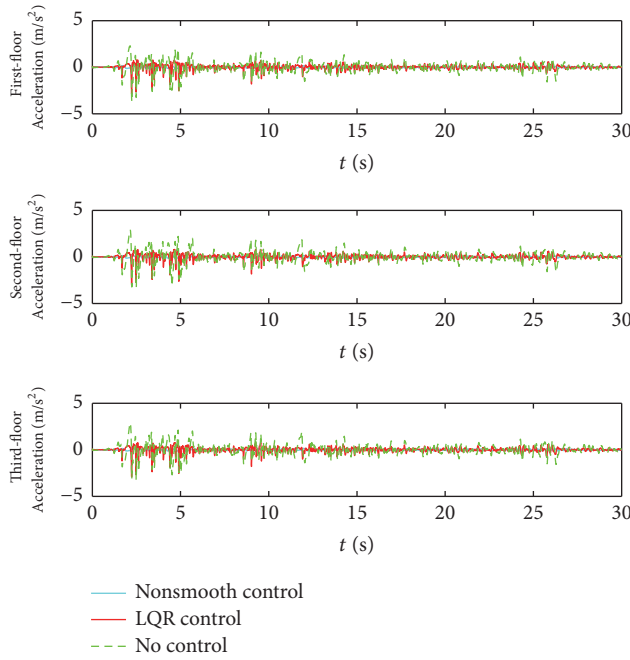 First-floor
Acceleration (m/s²)
5
0
−5
0 5 10 15 20 25 30
t (s)
Second-floor
Acceleration (m/s²)
5
0
−5
0 5 10 15 20 25 30
t (s)
Third-floor
Acceleration (m/s²)
5
0
−5
0 5 10 15 20 25 30
t (s)
Nonsmooth control
LQR control
No control